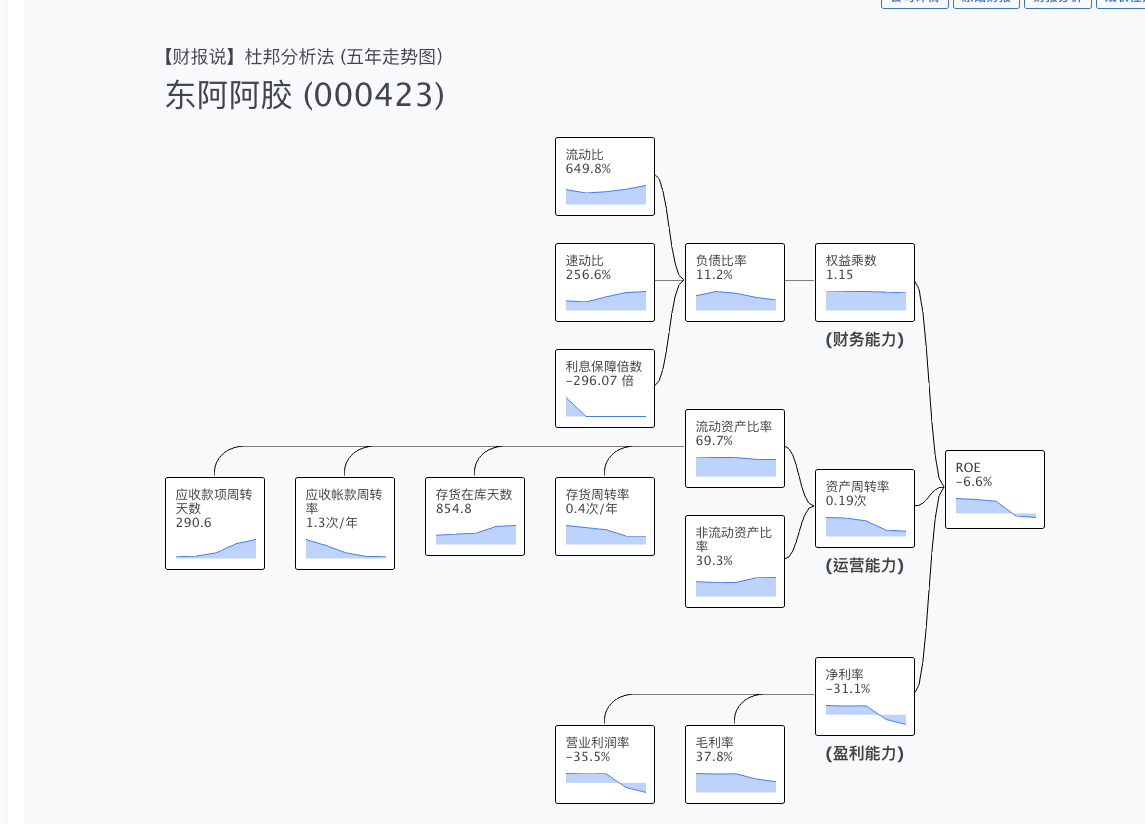 【财报说】杜邦分析法 (五年走势图)
东阿阿胶 (000423)
流动比
649.8%
速动比
256.6%
负债比率
11.2%
权益乘数
1.15
(财务能力)
利息保障倍数
-296.07 倍
流动资产比率
69.7%
应收款项周转
天数
290.6
应收帐款周转
率
1.3次/年
存货在库天数
854.8
存货周转率
0.4次/年
非流动资产比
率
30.3%
资产周转率
0.19次
(运营能力)
ROE
-6.6%
净利率
-31.1%
(盈利能力)
营业利润率
-35.5%
毛利率
37.8%